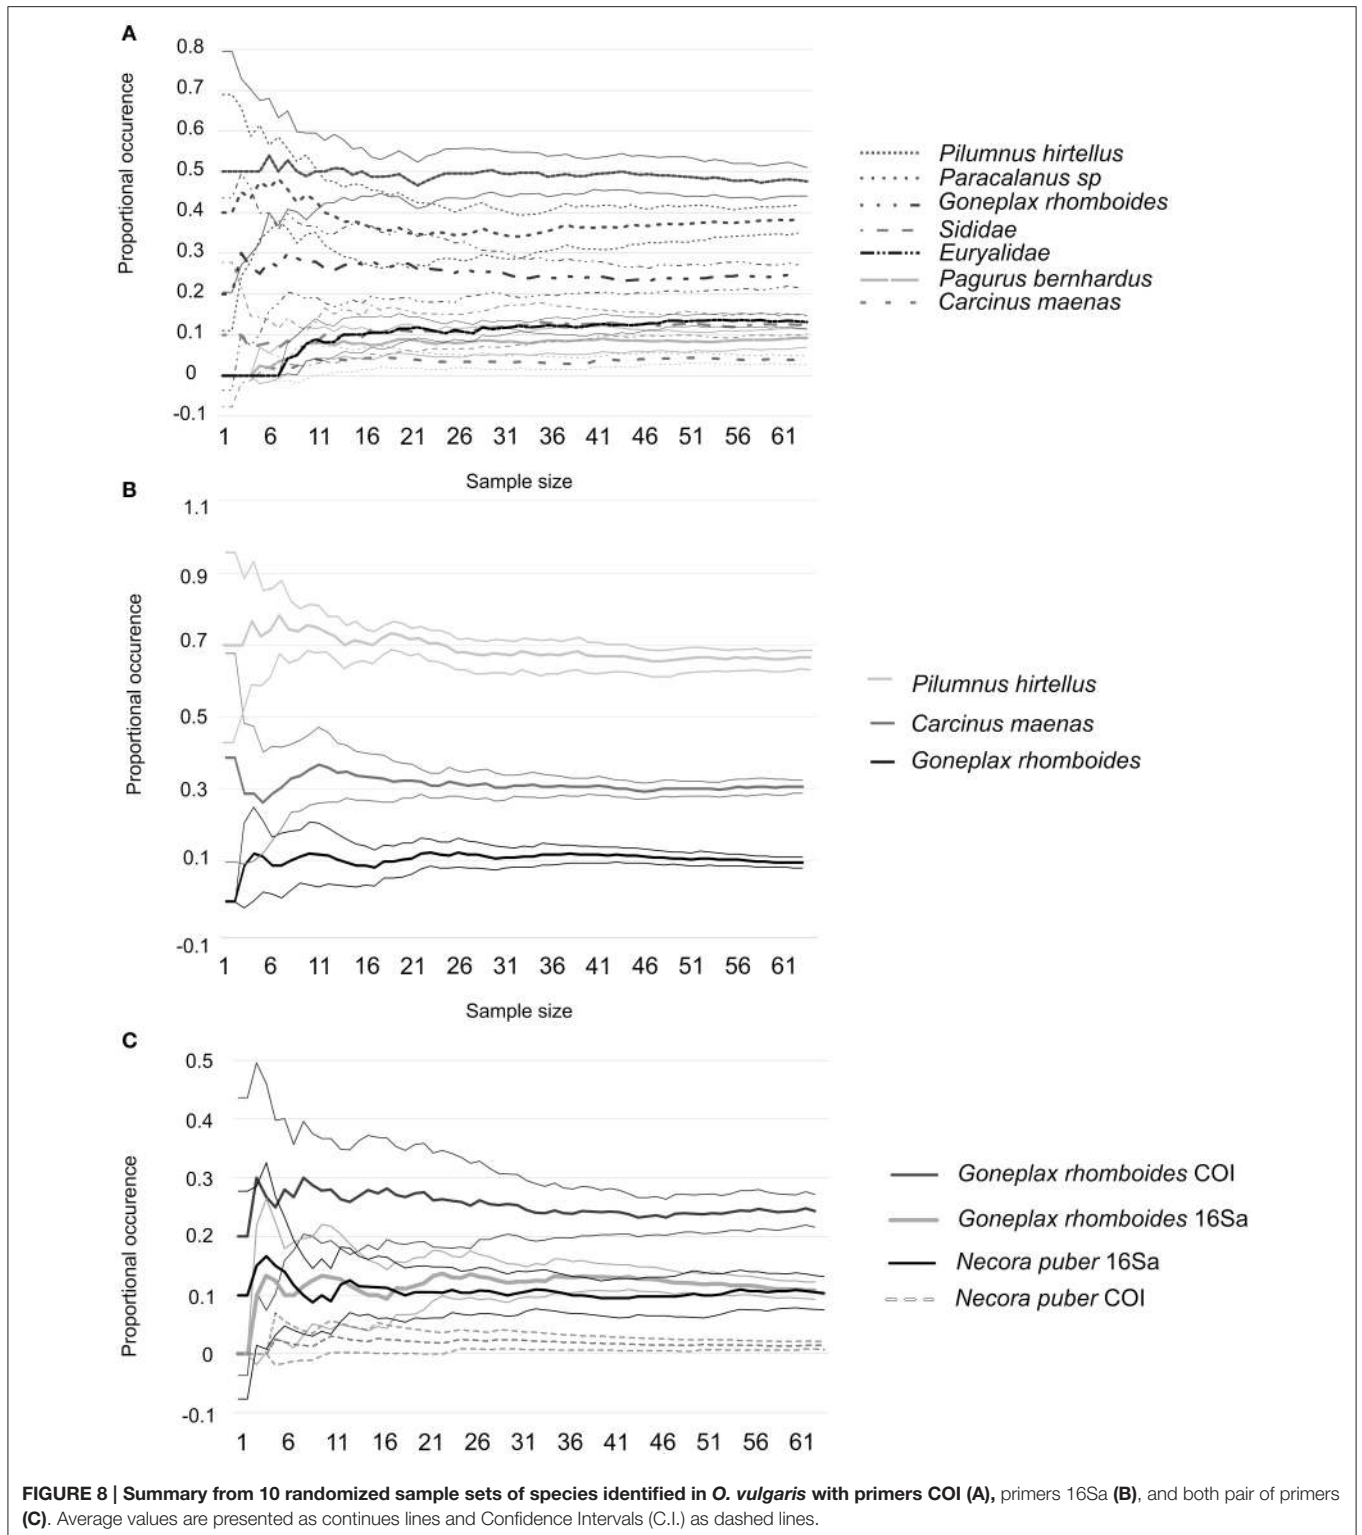 A
Proportional occurence
0.8
0.7
0.6
0.5
0.4
0.3
0.2
0.1
0
-0.1
1 6 11 16 21 26 31 36 41 46 51 56 61
Sample size
Pilumnus hirtellus
Paracalanus sp
Goneplax rhomboides
Sididae
Euryalidae
Pagurus bernhardus
Carcinus maenas
B
Proportional occurence
1.1
0.9
0.7
0.5
0.3
0.1
-0.1
1 6 11 16 21 26 31 36 41 46 51 56 61
Sample size
Pilumnus hirtellus
Carcinus maenas
Goneplax rhomboides
C
Proportional occurence
0.5
0.4
0.3
0.2
0.1
0
-0.1
1 6 11 16 21 26 31 36 41 46 51 56 61
Goneplax rhomboides COI
Goneplax rhomboides 16Sa
Necora puber 16Sa
Necora puber COI
FIGURE 8 | Summary from 10 randomized sample sets of species identified in O. vulgaris with primers COI (A), primers 16Sa (B), and both pair of primers
(C). Average values are presented as continues lines and Confidence Intervals (C.I.) as dashed lines.